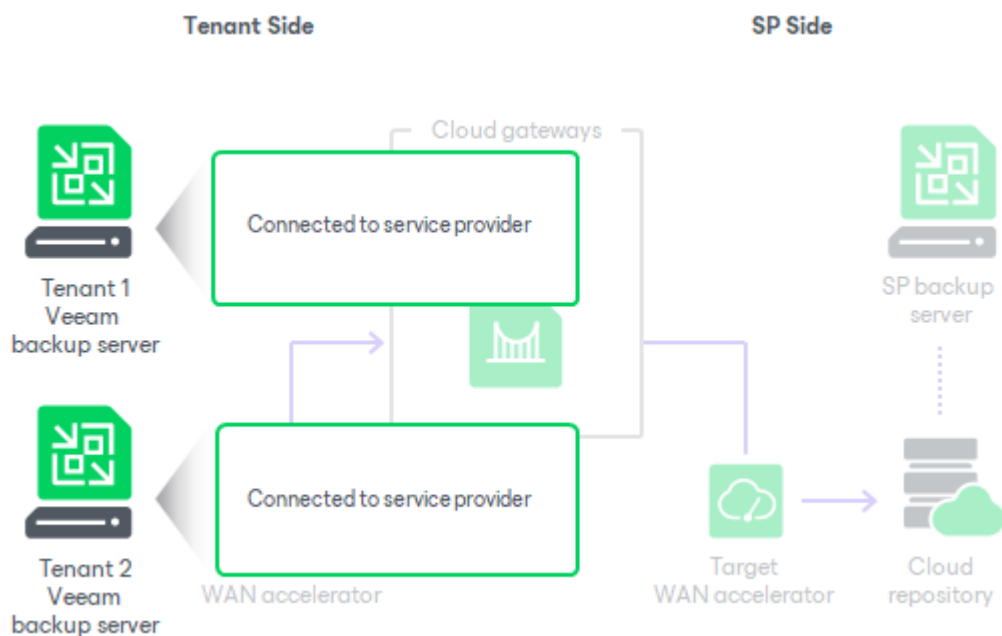 Tenant Side
SP Side
Cloud gateways
Connected to service provider
Tenant 1
Veeam
backup server
SP backup
server
Connected to service provider
Tenant 2
Veeam
backup server
WAN accelerator
Target
WAN accelerator
Cloud
repository